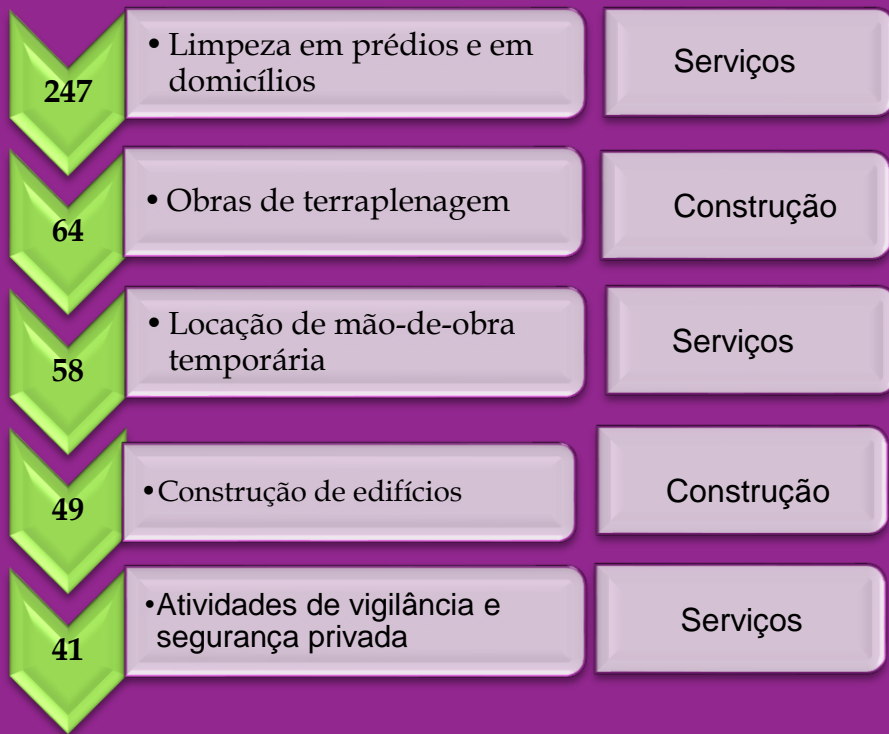 247
• Limpeza em prédios e em
domicílios
Serviços
64
• Obras de terraplenagem
Construção
58
• Locação de mão-de-obra
temporária
Serviços
49
•Construção de edifícios
Construção
41
•Atividades de vigilância e
segurança privada
Serviços